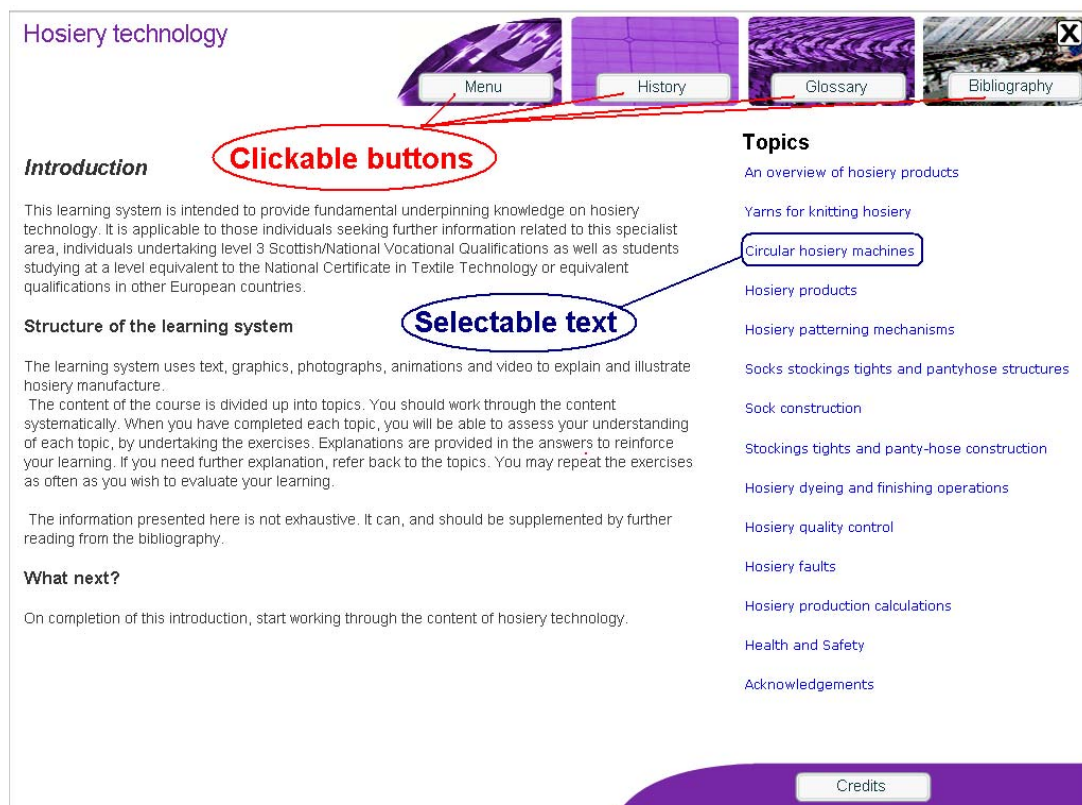 Hosiery technology
X
Menu
History
Glossary
Bibliography
Clickable buttons
Introduction
This learning system is intended to provide fundamental underpinning knowledge on hosiery
technology. It is applicable to those individuals seeking further information related to this specialist
area, individuals undertaking level 3 Scottish/National Vocational Qualifications as well as students
studying at a level equivalent to the National Certificate in Textile Technology or equivalent
qualifications in other European countries.
Selectable text
Structure of the learning system
The learning system uses text, graphics, photographs, animations and video to explain and illustrate
hosiery manufacture.
The content of the course is divided up into topics. You should work through the content
systematically. When you have completed each topic, you will be able to assess your understanding
of each topic, by undertaking the exercises. Explanations are provided in the answers to reinforce
your learning. If you need further explanation, refer back to the topics. You may repeat the exercises
as often as you wish to evaluate your learning.
The information presented here is not exhaustive. It can, and should be supplemented by further
reading from the bibliography.
What next?
On completion of this introduction, start working through the content of hosiery technology.
Topics
An overview of hosiery products
Yarns for knitting hosiery
Circular hosiery machines
Hosiery products
Hosiery patterning mechanisms
Socks stockings tights and pantyhose structures
Sock construction
Stockings tights and panty-hose construction
Hosiery dyeing and finishing operations
Hosiery quality control
Hosiery faults
Hosiery production calculations
Health and Safety
Acknowledgements
Credits